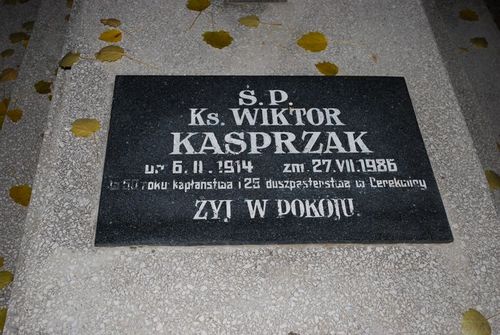 Ś.P.
Ks. WIKTOR
KASPRZAK
ur 6.II.1914 zm. 27.VII.1986
w 50 roku kapłaństwa i 25 duszpasterstwa w Cerekwicy
ŻYJ W POKOJU.